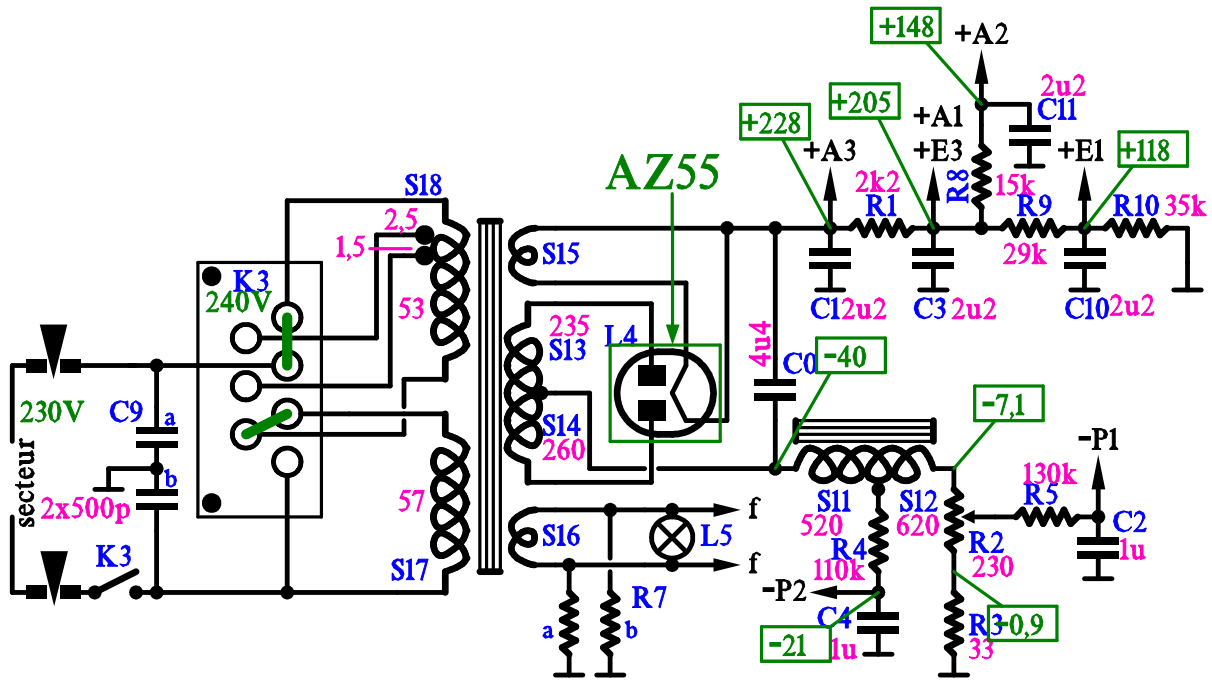 +148
+A2
2u2
C11
+228
+205
+A1
+A3
+E3
+E1
+118
AZ55
2k2
R1
R8
15k
R9
29k
R10
35k
C1
2u2
C3
2u2
C10
2u2
S18
2,5
1,5
53
S15
K3
240V
235
S13
L4
S14
260
4u4
C0
-40
-7,1
230V
secteur
C9
a
b
2x500p
K3
57
S17
S16
f
f
L5
R7
a
b
S11
520
S12
620
R4
110k
-P2
C4
1u
-21
130k
R5
-P1
C2
1u
R2
230
R3
33
-0,9